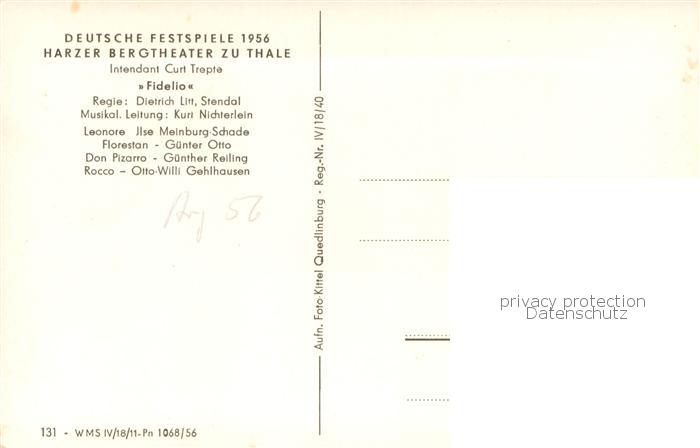 DEUTSCHE FESTSPIELE 1956
HARZER BERGTHEATER ZU THALE
Intendant Curt Trepte
»Fidelio«
Regie: Dietrich Litt, Stendal
Musikal. Leitung: Kurt Nichterlein
Leonore Jlse Meinburg-Schade
Florestan - Günter Otto
Don Pizarro - Günther Reiling
Rocco – Otto-Willi Gehlhausen
56
131 - WMS IV/18/11-Pn 1068/56
Aufn. Foto-Kittel Quedlinburg - Reg.-Nr. IV/18/40
privacy protection
Datenschutz